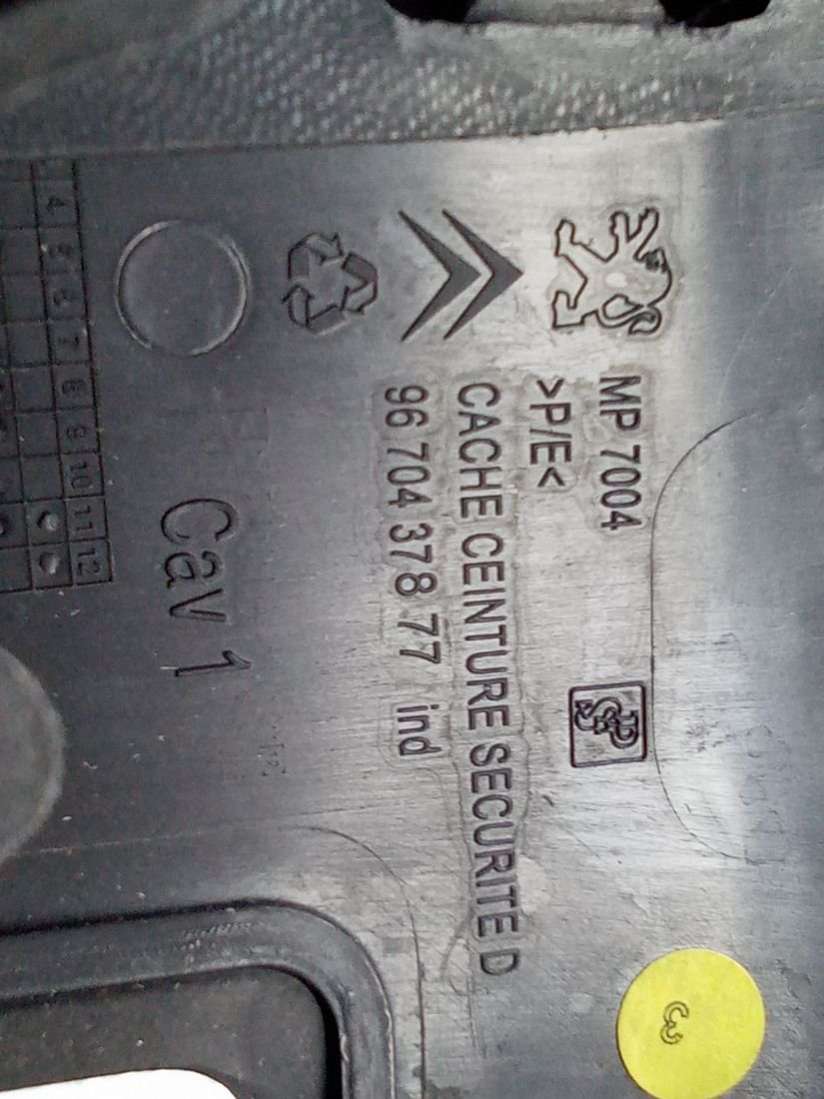 MP 7004
>P/E<
CACHE CEINTURE SECURITE D
96 704 378 77 ind
Cav 1
4 5 6 7 8 9 10 11 12
3